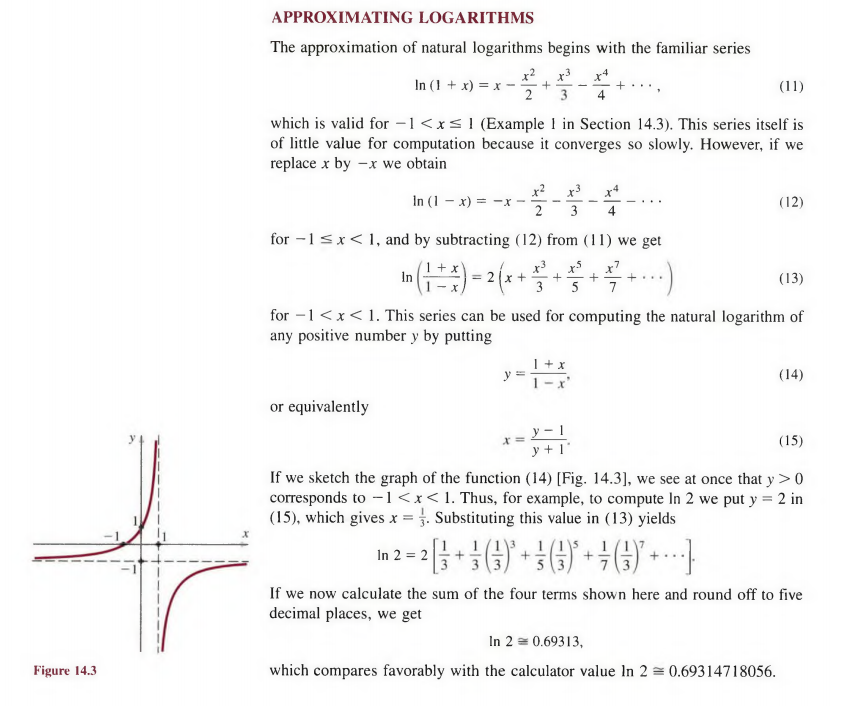 APPROXIMATING LOGARITHMS
The approximation of natural logarithms begins with the familiar series
ln (1 + x) = x − x²/2 + x³/3 − x⁴/4 + · · · , (11)
which is valid for −1 < x ≤ 1 (Example 1 in Section 14.3). This series itself is
of little value for computation because it converges so slowly. However, if we
replace x by −x we obtain
ln (1 − x) = −x − x²/2 − x³/3 − x⁴/4 − · · · (12)
for −1 ≤ x < 1, and by subtracting (12) from (11) we get
ln ((1 + x)/(1 − x)) = 2 (x + x³/3 + x⁵/5 + x⁷/7 + · · ·) (13)
for −1 < x < 1. This series can be used for computing the natural logarithm of
any positive number y by putting
y = (1 + x)/(1 − x), (14)
or equivalently
x = (y − 1)/(y + 1). (15)
If we sketch the graph of the function (14) [Fig. 14.3], we see at once that y > 0
corresponds to −1 < x < 1. Thus, for example, to compute ln 2 we put y = 2 in
(15), which gives x = 1/3. Substituting this value in (13) yields
ln 2 = 2 [1/3 + 1/3 (1/3)³ + 1/5 (1/3)⁵ + 1/7 (1/3)⁷ + · · ·].
If we now calculate the sum of the four terms shown here and round off to five
decimal places, we get
ln 2 ≅ 0.69313,
which compares favorably with the calculator value ln 2 ≅ 0.69314718056.
y
1
−1
1
x
−1
Figure 14.3